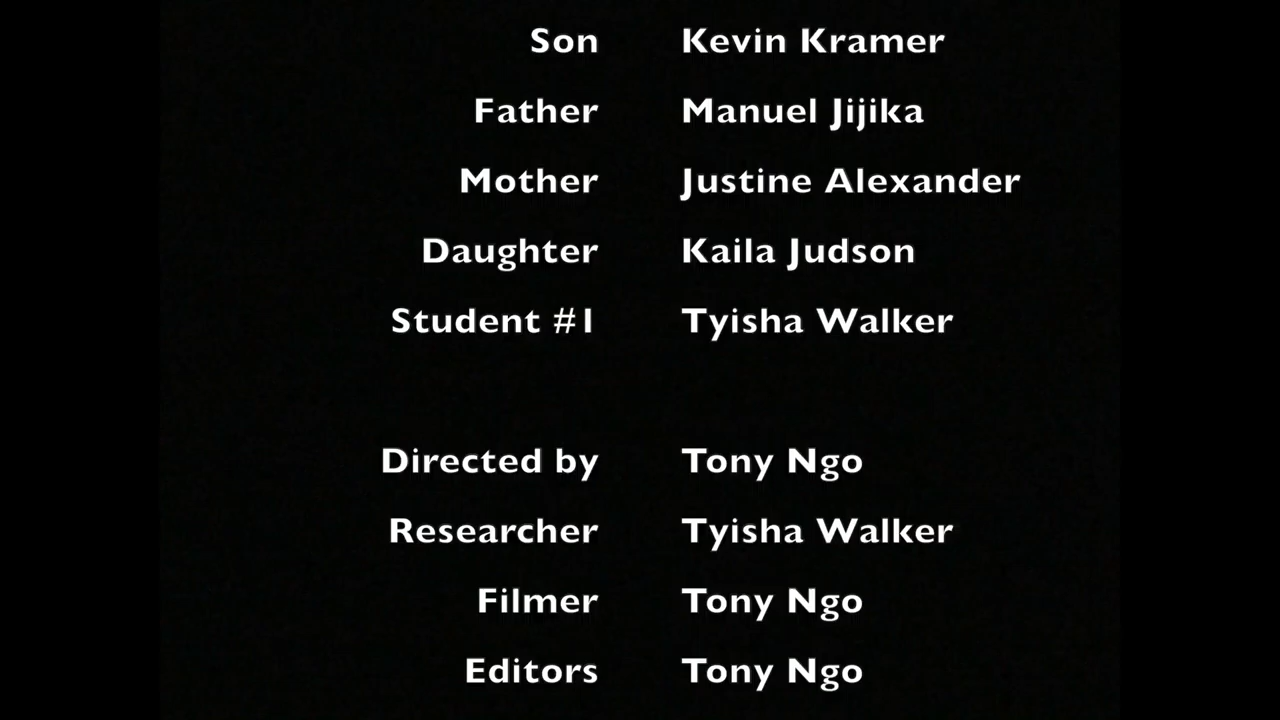 Son Kevin Kramer
Father Manuel Jijika
Mother Justine Alexander
Daughter Kaila Judson
Student #1 Tyisha Walker
Directed by Tony Ngo
Researcher Tyisha Walker
Filmer Tony Ngo
Editors Tony Ngo